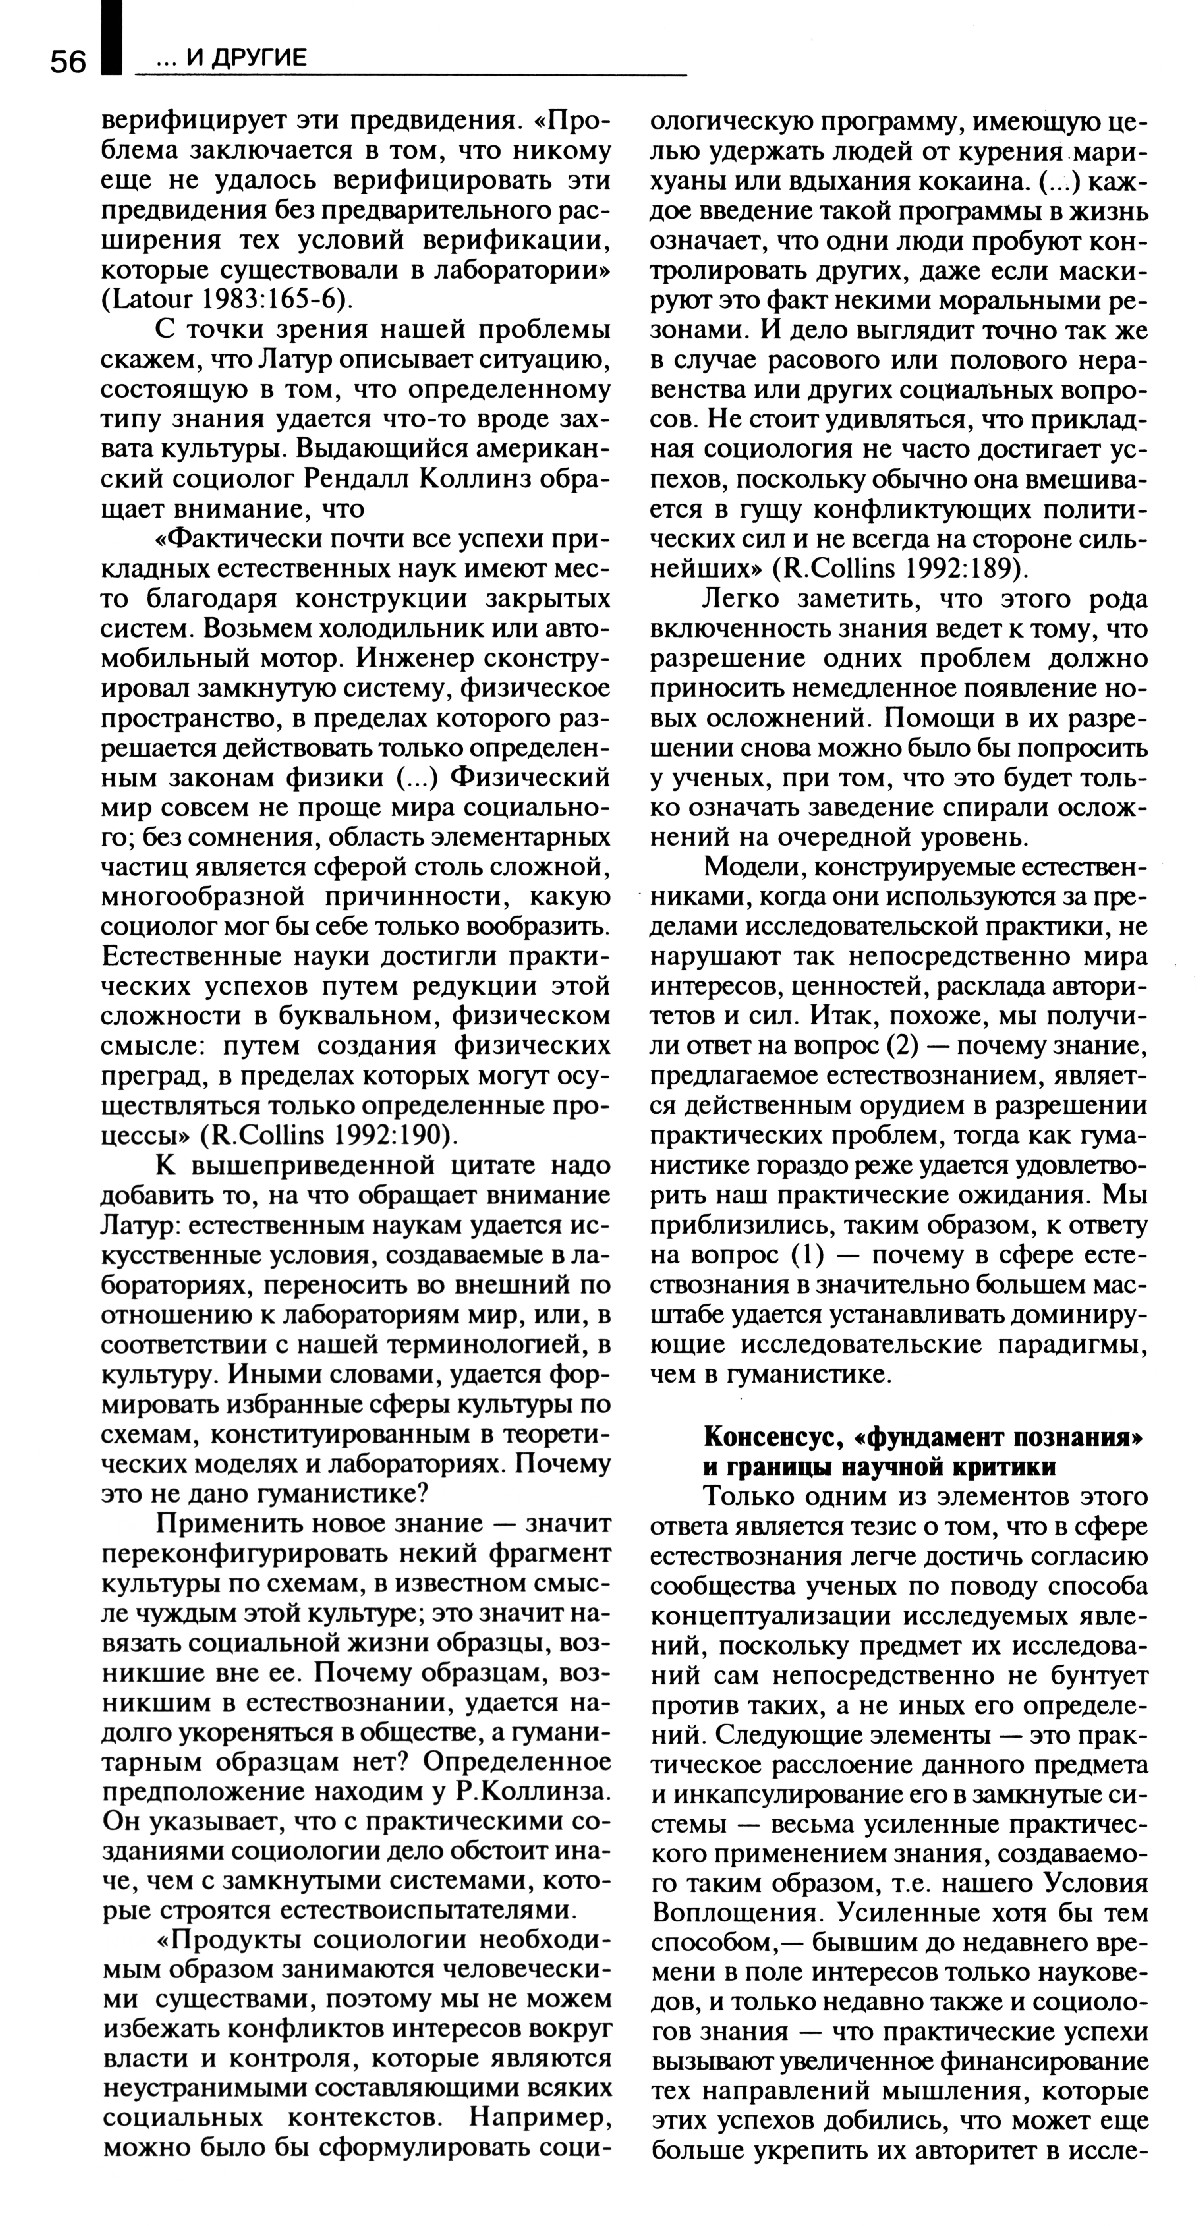 56
... И ДРУГИЕ
верифицирует эти предвидения. «Про-
блема заключается в том, что никому
еще не удалось верифицировать эти
предвидения без предварительного рас-
ширения тех условий верификации,
которые существовали в лаборатории»
(Latour 1983:165-6).
С точки зрения нашей проблемы
скажем, что Латур описывает ситуацию,
состоящую в том, что определенному
типу знания удается что-то вроде зах-
вата культуры. Выдающийся американ-
ский социолог Рендалл Коллинз обра-
щает внимание, что
«Фактически почти все успехи при-
кладных естественных наук имеют мес-
то благодаря конструкции закрытых
систем. Возьмем холодильник или авто-
мобильный мотор. Инженер сконстру-
ировал замкнутую систему, физическое
пространство, в пределах которого раз-
решается действовать только определен-
ным законам физики (...) Физический
мир совсем не проще мира социально-
го; без сомнения, область элементарных
частиц является сферой столь сложной,
многообразной причинности, какую
социолог мог бы себе только вообразить.
Естественные науки достигли практи-
ческих успехов путем редукции этой
сложности в буквальном, физическом
смысле: путем создания физических
преград, в пределах которых могут осу-
ществляться только определенные про-
цессы» (R.Collins 1992:190).
К вышеприведенной цитате надо
добавить то, на что обращает внимание
Латур: естественным наукам удается ис-
кусственные условия, создаваемые в ла-
бораториях, переносить во внешний по
отношению к лабораториям мир, или, в
соответствии с нашей терминологией, в
культуру. Иными словами, удается фор-
мировать избранные сферы культуры по
схемам, конституированным в теорети-
ческих моделях и лабораториях. Почему
это не дано гуманистике?
Применить новое знание — значит
переконфигурировать некий фрагмент
культуры по схемам, в известном смыс-
ле чуждым этой культуре; это значит на-
вязать социальной жизни образцы, воз-
никшие вне ее. Почему образцам, воз-
никшим в естествознании, удается на-
долго укореняться в обществе, а гумани-
тарным образцам нет? Определенное
предположение находим у Р.Коллинза.
Он указывает, что с практическими со-
зданиями социологии дело обстоит ина-
че, чем с замкнутыми системами, кото-
рые строятся естествоиспытателями.
«Продукты социологии необходи-
мым образом занимаются человечески-
ми существами, поэтому мы не можем
избежать конфликтов интересов вокруг
власти и контроля, которые являются
неустранимыми составляющими всяких
социальных контекстов. Например,
можно было бы сформулировать соци-
ологическую программу, имеющую це-
лью удержать людей от курения мари-
хуаны или вдыхания кокаина. (...) каж-
дое введение такой программы в жизнь
означает, что одни люди пробуют кон-
тролировать других, даже если маски-
руют это факт некими моральными ре-
зонами. И дело выглядит точно так же
в случае расового или полового нера-
венства или других социальных вопро-
сов. Не стоит удивляться, что приклад-
ная социология не часто достигает ус-
пехов, поскольку обычно она вмешива-
ется в гущу конфликтующих полити-
ческих сил и не всегда на стороне силь-
нейших» (R.Collins 1992:189).
Легко заметить, что этого рода
включенность знания ведет к тому, что
разрешение одних проблем должно
приносить немедленное появление но-
вых осложнений. Помощи в их разре-
шении снова можно было бы попросить
у ученых, при том, что это будет толь-
ко означать заведение спирали ослож-
нений на очередной уровень.
Модели, конструируемые естествен-
никами, когда они используются за пре-
делами исследовательской практики, не
нарушают так непосредственно мира
интересов, ценностей, расклада автори-
тетов и сил. Итак, похоже, мы получи-
ли ответ на вопрос (2) — почему знание,
предлагаемое естествознанием, являет-
ся действенным орудием в разрешении
практических проблем, тогда как гума-
нистике гораздо реже удается удовлетво-
рить наш практические ожидания. Мы
приблизились, таким образом, к ответу
на вопрос (1) — почему в сфере есте-
ствознания в значительно большем мас-
штабе удается устанавливать доминиру-
ющие исследовательские парадигмы,
чем в гуманистике.
Консенсус, «фундамент познания»
и границы научной критики
Только одним из элементов этого
ответа является тезис о том, что в сфере
естествознания легче достичь согласию
сообщества ученых по поводу способа
концептуализации исследуемых явле-
ний, поскольку предмет их исследова-
ний сам непосредственно не бунтует
против таких, а не иных его определе-
ний. Следующие элементы — это прак-
тическое расслоение данного предмета
и инкапсулирование его в замкнутые си-
стемы — весьма усиленные практичес-
кого применением знания, создаваемо-
го таким образом, т.е. нашего Условия
Воплощения. Усиленные хотя бы тем
способом,— бывшим до недавнего вре-
мени в поле интересов только наукове-
дов, и только недавно также и социоло-
гов знания — что практические успехи
вызывают увеличенное финансирование
тех направлений мышления, которые
этих успехов добились, что может еще
больше укрепить их авторитет в иссле-